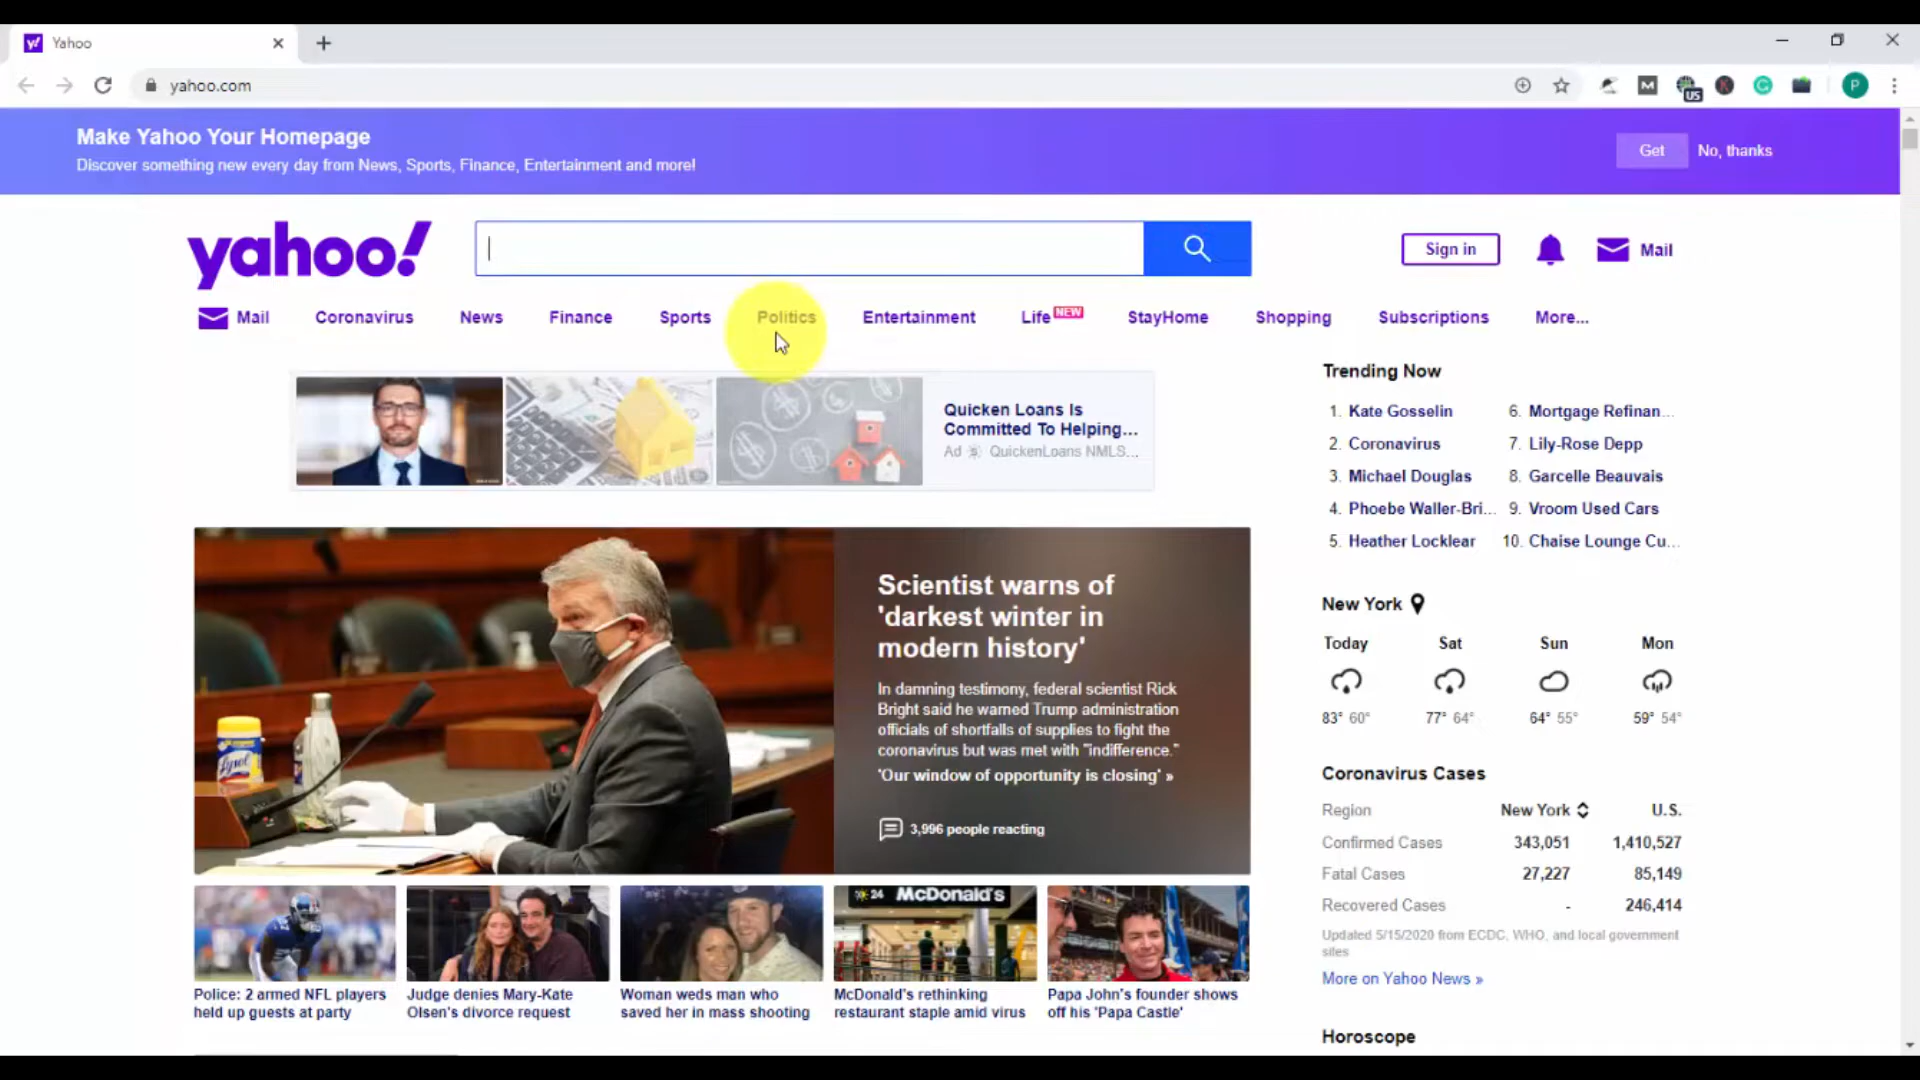 Yahoo
yahoo.com
US
M
K
P
Make Yahoo Your Homepage
Discover something new every day from News, Sports, Finance, Entertainment and more!
Get
No, thanks
yahoo!
Sign in
Mail
Mail
Coronavirus
News
Finance
Sports
Politics
Entertainment
Life NEW
StayHome
Shopping
Subscriptions
More...
Quicken Loans Is
Committed To Helping...
Ad QuickenLoans NMLS...
Scientist warns of
'darkest winter in
modern history'
In damning testimony, federal scientist Rick
Bright said he warned Trump administration
officials of shortfalls of supplies to fight the
coronavirus but was met with "indifference."
'Our window of opportunity is closing' »
3,996 people reacting
Lysol
24 McDonald's
Police: 2 armed NFL players
held up guests at party
Judge denies Mary-Kate
Olsen's divorce request
Woman weds man who
saved her in mass shooting
McDonald's rethinking
restaurant staple amid virus
Papa John's founder shows
off his 'Papa Castle'
Trending Now
1. Kate Gosselin
2. Coronavirus
3. Michael Douglas
4. Phoebe Waller-Bri...
5. Heather Locklear
6. Mortgage Refinan...
7. Lily-Rose Depp
8. Garcelle Beauvais
9. Vroom Used Cars
10. Chaise Lounge Cu...
New York
Today Sat Sun Mon
83° 60° 77° 64° 64° 55° 59° 54°
Coronavirus Cases
Region New York U.S.
Confirmed Cases 343,051 1,410,527
Fatal Cases 27,227 85,149
Recovered Cases - 246,414
Updated 5/15/2020 from ECDC, WHO, and local government
sites
More on Yahoo News »
Horoscope